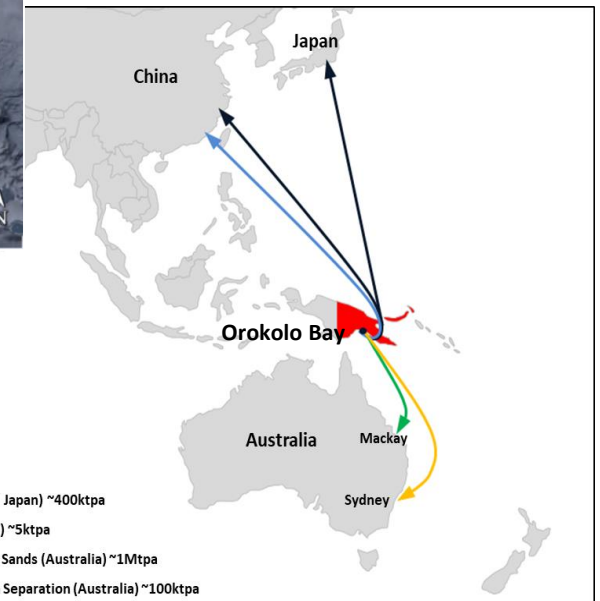 Japan
China
Orokolo Bay
Australia
Mackay
Sydney
Japan) ~400ktpa
) ~5ktpa
Sands (Australia) ~1Mtpa
Separation (Australia) ~100ktpa